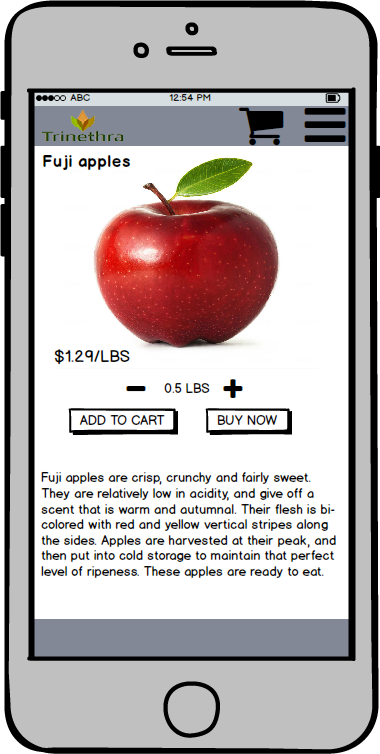 ABC 12:54 PM
Trinethra
Fuji apples
$1.29/LBS
0.5 LBS
ADD TO CART BUY NOW
Fuji apples are crisp, crunchy and fairly sweet.
They are relatively low in acidity, and give off a
scent that is warm and autumnal. Their flesh is bi-
colored with red and yellow vertical stripes along
the sides. Apples are harvested at their peak, and
then put into cold storage to maintain that perfect
level of ripeness. These apples are ready to eat.